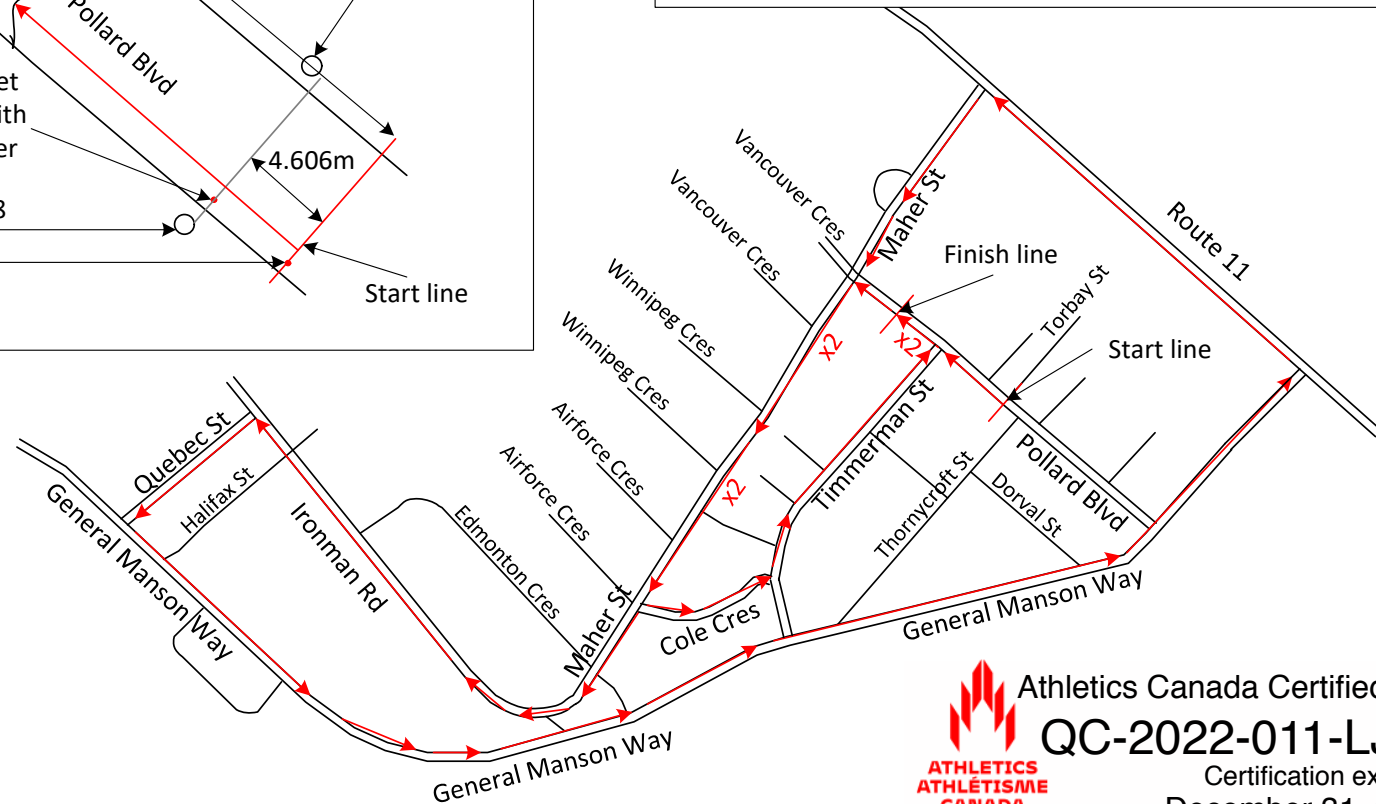 Pollard Blvd
4.606m
Start line
Vancouver Cres
Vancouver Cres
Maher St
Route 11
Finish line
Torbay St
Winnipeg Cres
Winnipeg Cres
x2
x2
Start line
Airforce Cres
Airforce Cres
x2
Timmerman St
Quebec St
Halifax St
General Manson Way
Ironman Rd
Edmonton Cres
Thornycroft St
Dorval St
Pollard Blvd
Maher St
Cole Cres
General Manson Way
General Manson Way
Athletics Canada Certified
QC-2022-011-LJ
Certification
ATHLETICS
ATHLÉTISME
CANADA